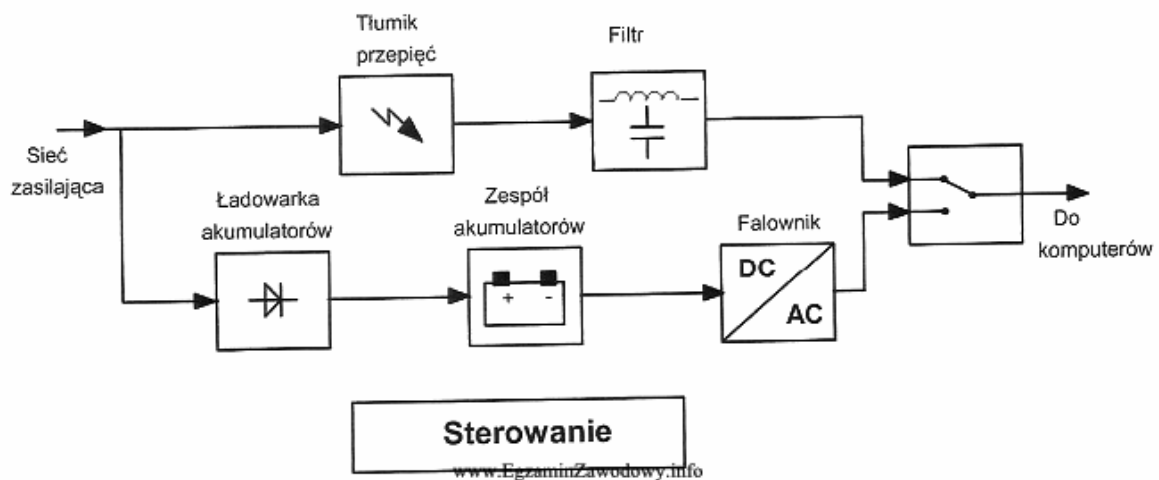 Tłumik
przepięć
Filtr
Sieć
zasilająca
Ładowarka
akumulatorów
Zespół
akumulatorów
+ -
Falownik
DC
AC
Do
komputerów
Sterowanie
www.EgzaminZawodowy.info